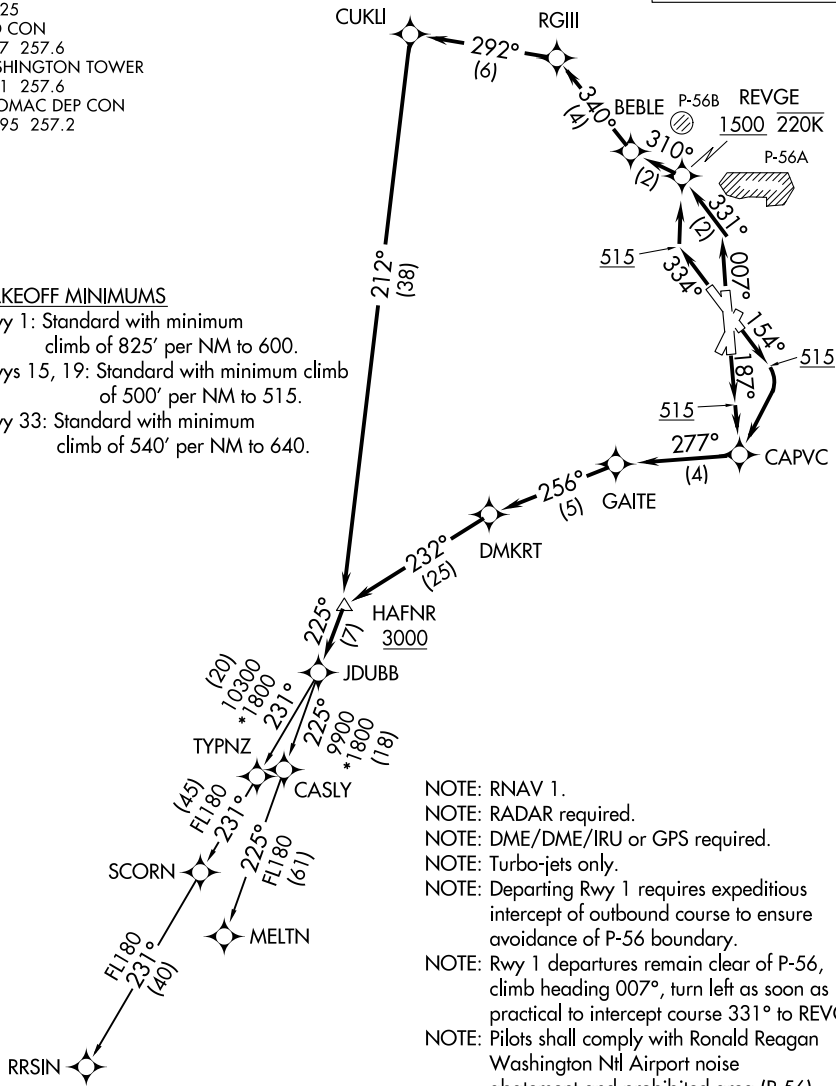 25
CON
7 257.6
SHINGTON TOWER
1 257.6
OMAC DEP CON
95 257.2
CUKLI
RGIII
292°
(6)
340°
(4)
BEBLE
P-56B
REVGE
1500 220K
310°
(2)
P-56A
331°
(2)
515
334°
007°
154°
515
187°
515
212°
(38)
KEOFF MINIMUMS
y 1: Standard with minimum
climb of 825' per NM to 600.
ys 15, 19: Standard with minimum climb
of 500' per NM to 515.
y 33: Standard with minimum
climb of 540' per NM to 640.
277°
(4)
CAPVC
GAITE
256°
(5)
DMKRT
232°
(25)
HAFNR
3000
225°
(7)
JDUBB
(20)
10300
*1800
231°
225°
9900
*1800
(18)
TYPNZ
CASLY
(45)
FL180
231°
225°
FL180
(61)
SCORN
MELTN
FL180
231°
(40)
RRSIN
NOTE: RNAV 1.
NOTE: RADAR required.
NOTE: DME/DME/IRU or GPS required.
NOTE: Turbo-jets only.
NOTE: Departing Rwy 1 requires expeditious
intercept of outbound course to ensure
avoidance of P-56 boundary.
NOTE: Rwy 1 departures remain clear of P-56,
climb heading 007°, turn left as soon as
practical to intercept course 331° to REVG
NOTE: Pilots shall comply with Ronald Reagan
Washington Ntl Airport noise